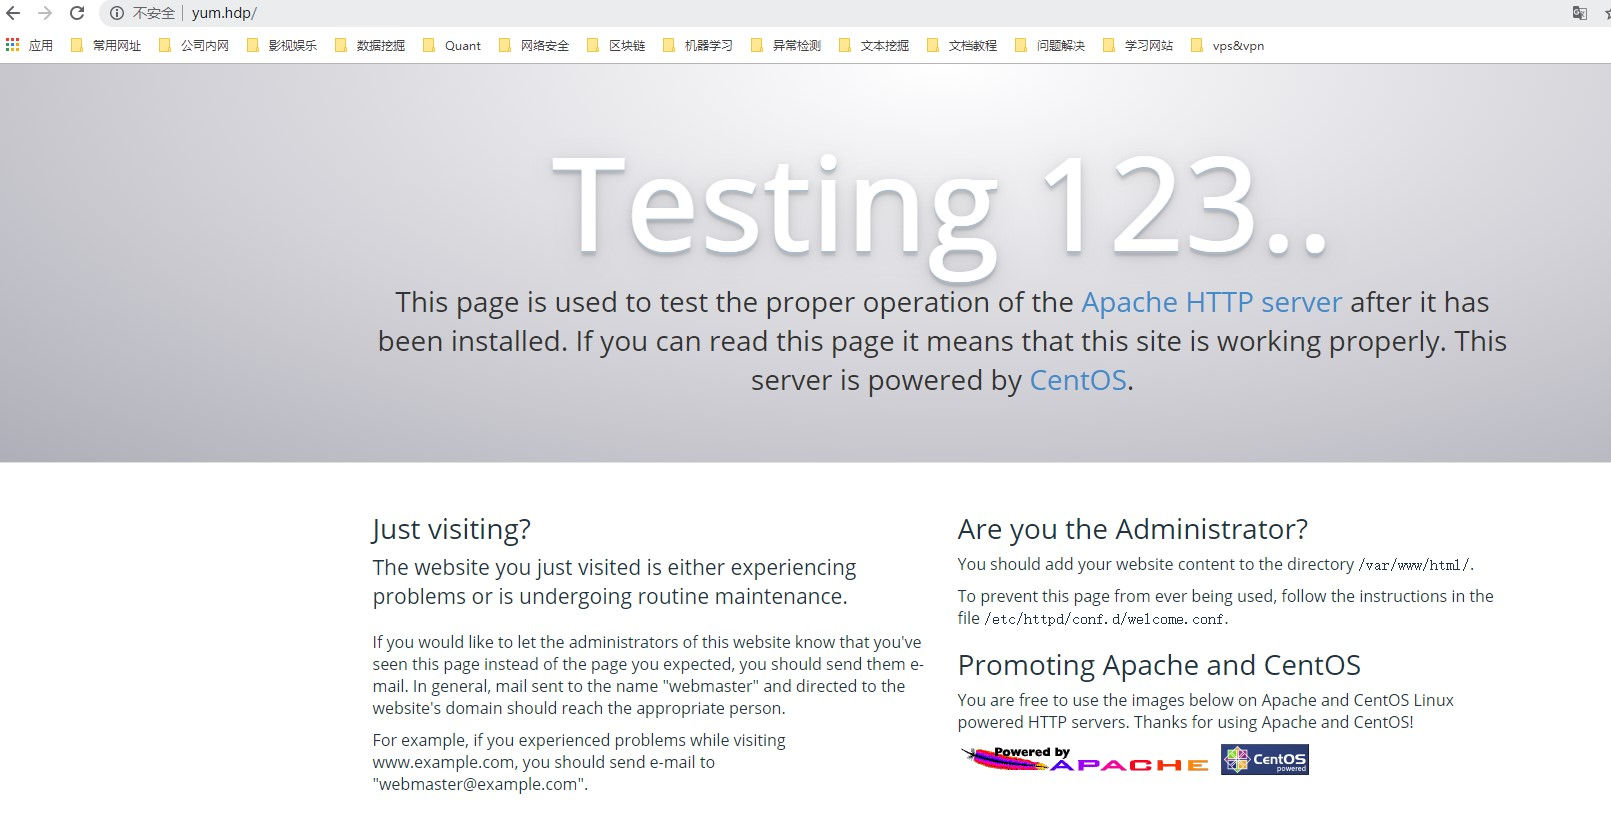 不安全 yum.hdp/
应用 常用网址 公司内网 影视娱乐 数据挖掘 Quant 网络安全 区块链 机器学习 异常检测 文本挖掘 文档教程 问题解决 学习网站 vps&vpn
Testing 123..
This page is used to test the proper operation of the Apache HTTP server after it has
been installed. If you can read this page it means that this site is working properly. This
server is powered by CentOS.
Just visiting?
The website you just visited is either experiencing
problems or is undergoing routine maintenance.
If you would like to let the administrators of this website know that you've
seen this page instead of the page you expected, you should send them e-
mail. In general, mail sent to the name "webmaster" and directed to the
website's domain should reach the appropriate person.
For example, if you experienced problems while visiting
www.example.com, you should send e-mail to
"webmaster@example.com".
Are you the Administrator?
You should add your website content to the directory /var/www/html/.
To prevent this page from ever being used, follow the instructions in the
file /etc/httpd/conf.d/welcome.conf.
Promoting Apache and CentOS
You are free to use the images below on Apache and CentOS Linux
powered HTTP servers. Thanks for using Apache and CentOS!
Powered by
APACHE
CentOS
powered